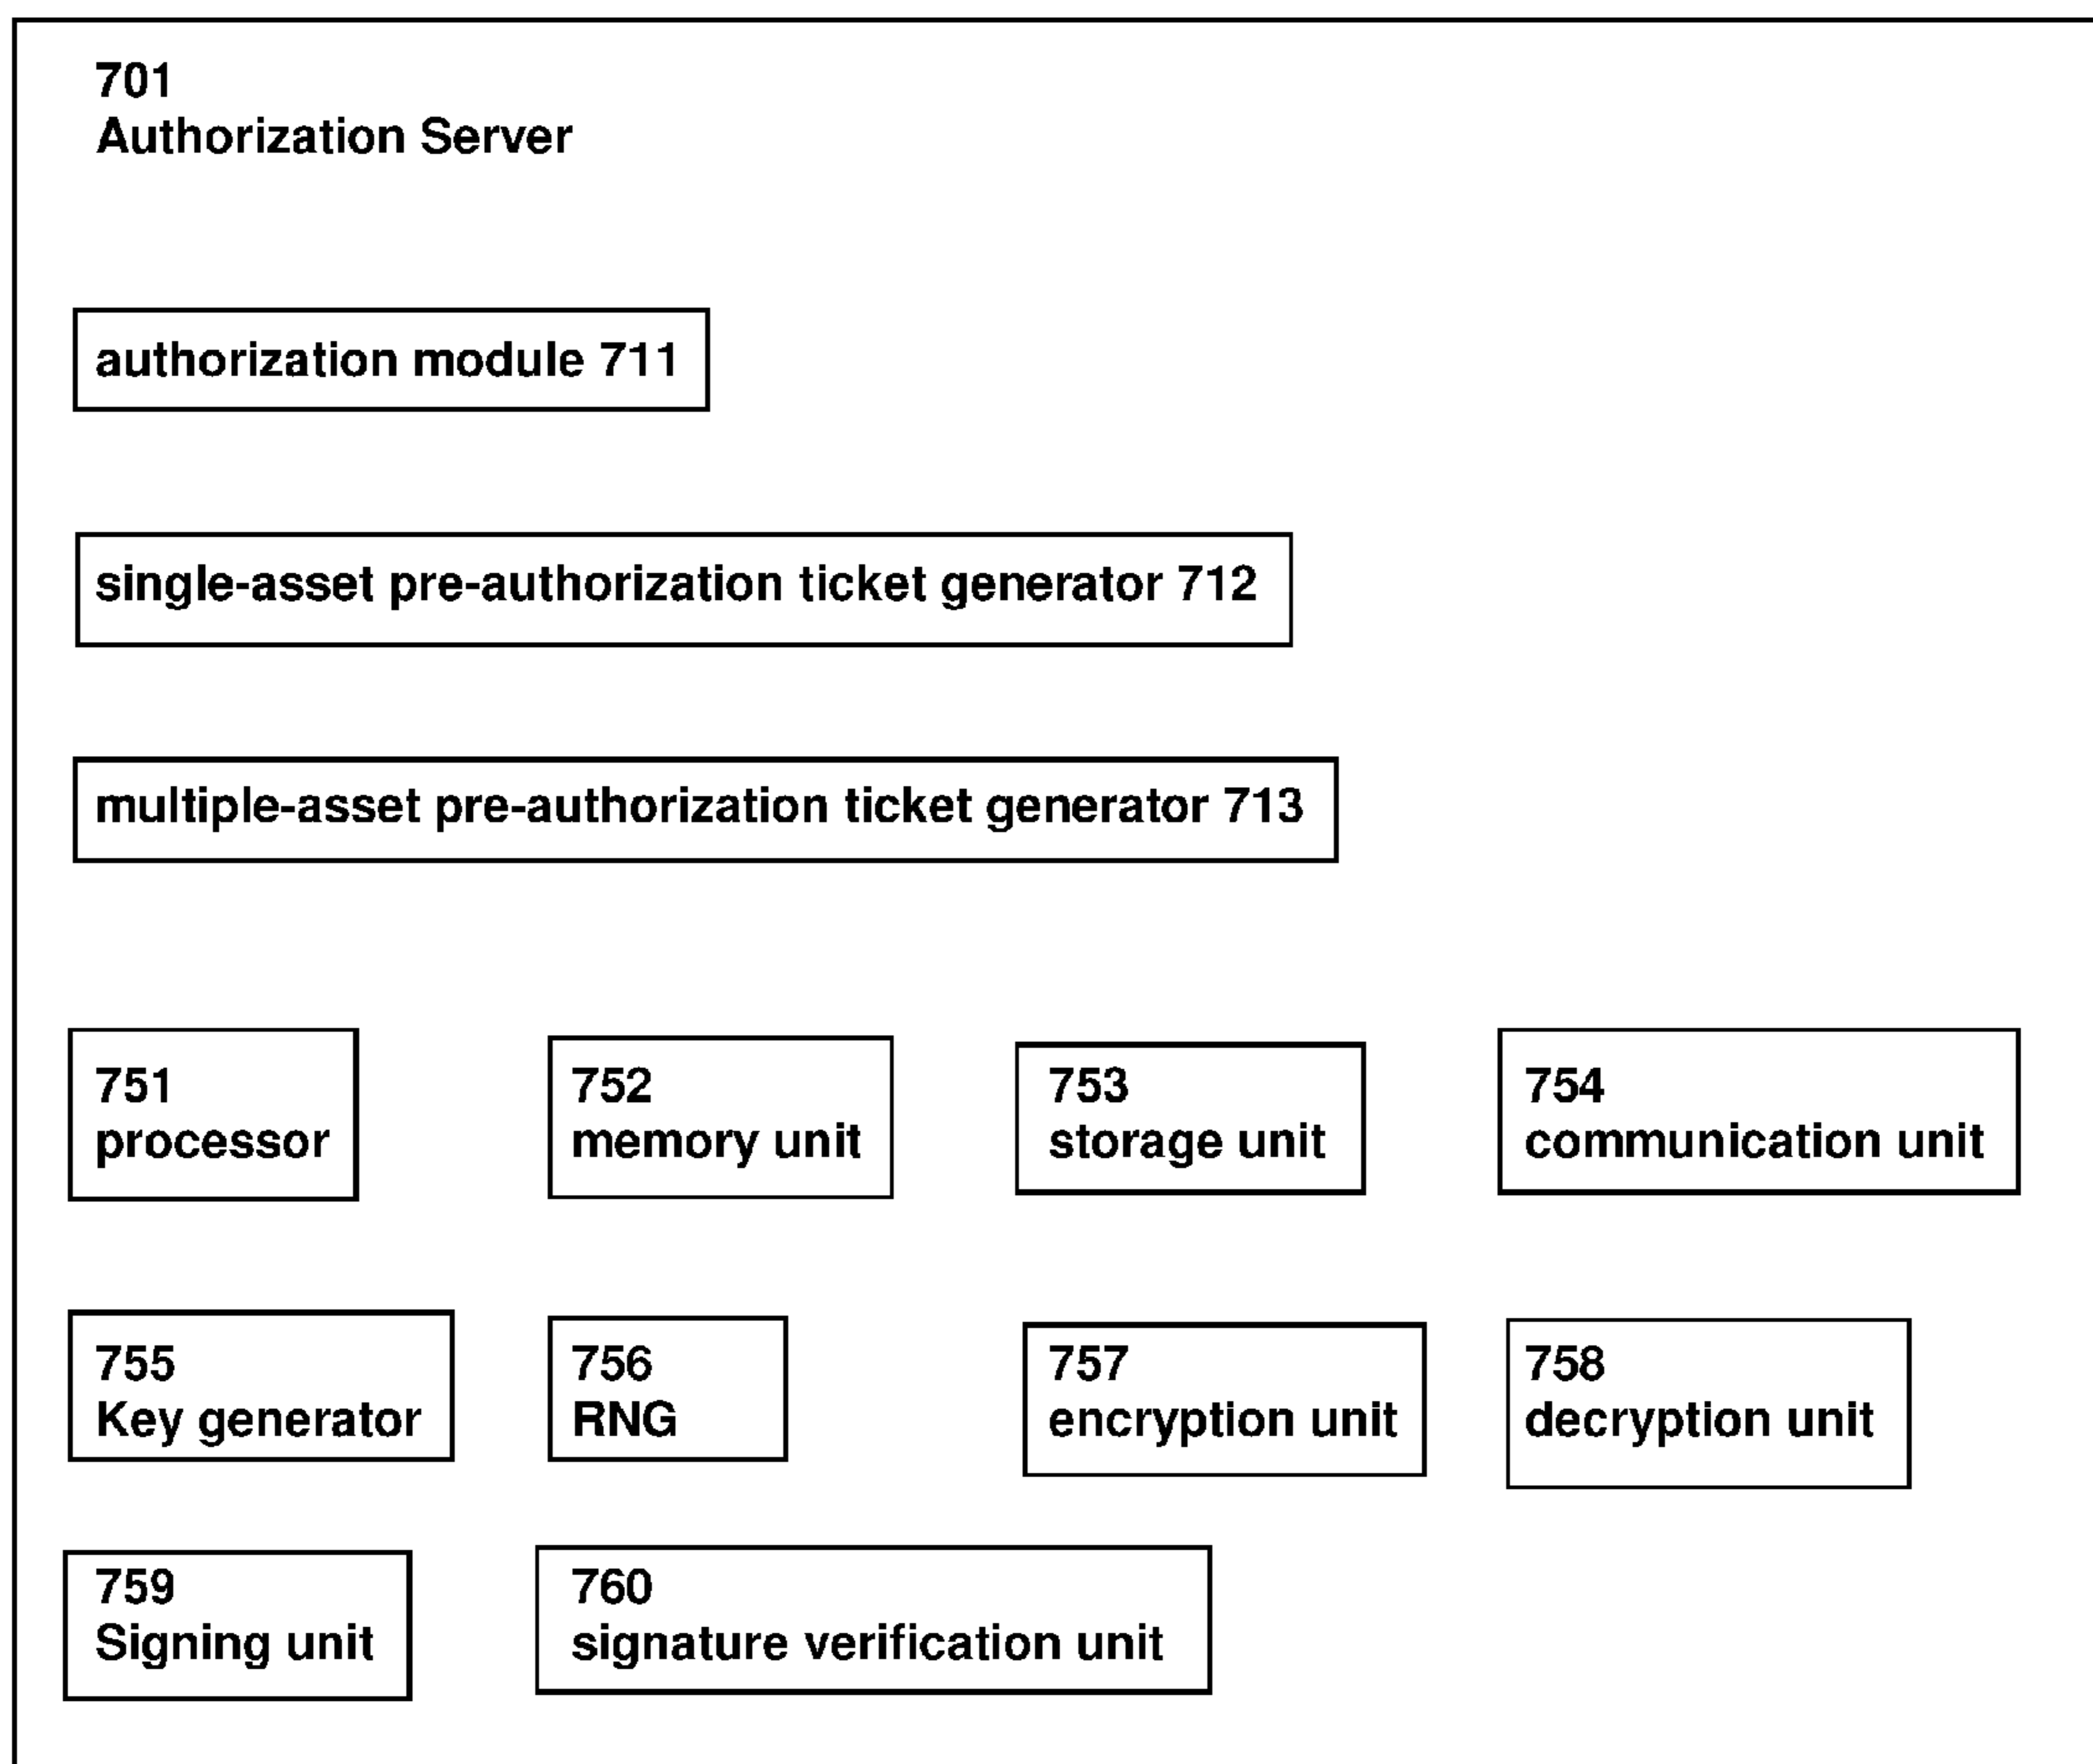 701
Authorization Server
authorization module 711
single-asset pre-authorization ticket generator 712
multiple-asset pre-authorization ticket generator 713
751
processor
752
memory unit
753
storage unit
754
communication unit
755
Key generator
756
RNG
757
encryption unit
758
decryption unit
759
Signing unit
760
signature verification unit